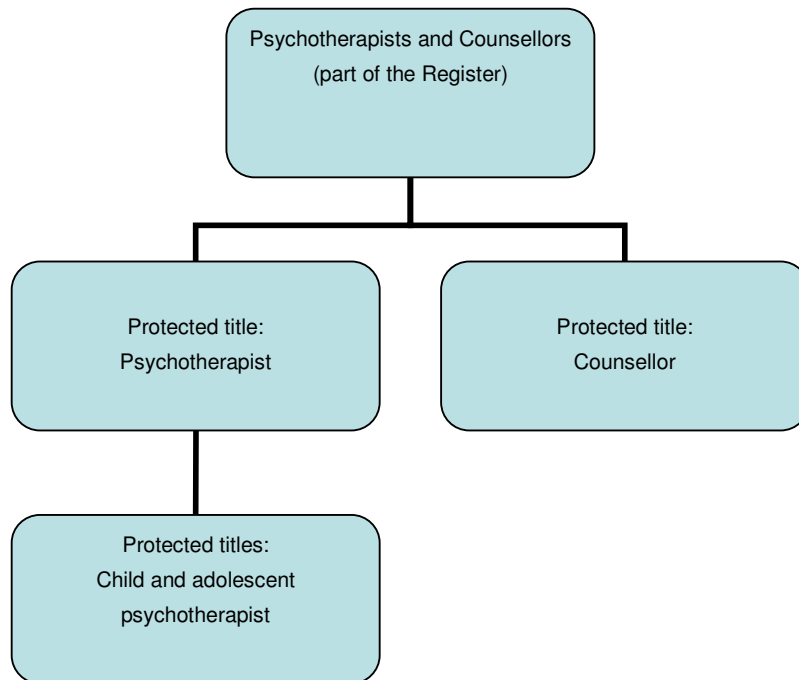 Psychotherapists and Counsellors
(part of the Register)
Protected title:
Psychotherapist
Protected title:
Counsellor
Protected titles:
Child and adolescent
psychotherapist